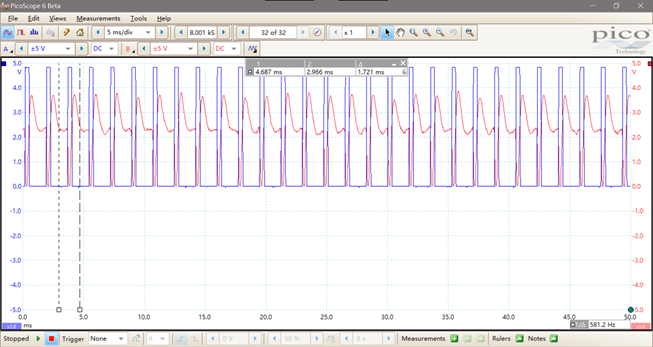 PicoScope 6 Beta
File Edit Views Measurements Tools Help
5 ms/div 8.001 kS 32 of 32 x 1
A ±5 V DC B ±5 V DC
pico
Technology
1 2 Δ
4.687 ms 2.966 ms 1.721 ms
5.0 5.0
V V
4.0 4.0
3.0 3.0
2.0 2.0
1.0 1.0
0.0 0.0
-1.0 -1.0
-2.0 -2.0
-3.0 -3.0
-4.0 -4.0
-5.0 -5.0
0.0 5.0 10.0 15.0 20.0 25.0 30.0 35.0 40.0 45.0 50.0
x1.0 ms 1/Δ 581.2 Hz x1.0
Stopped Trigger None A 0 V 50 % 0 s Measurements Rulers Notes